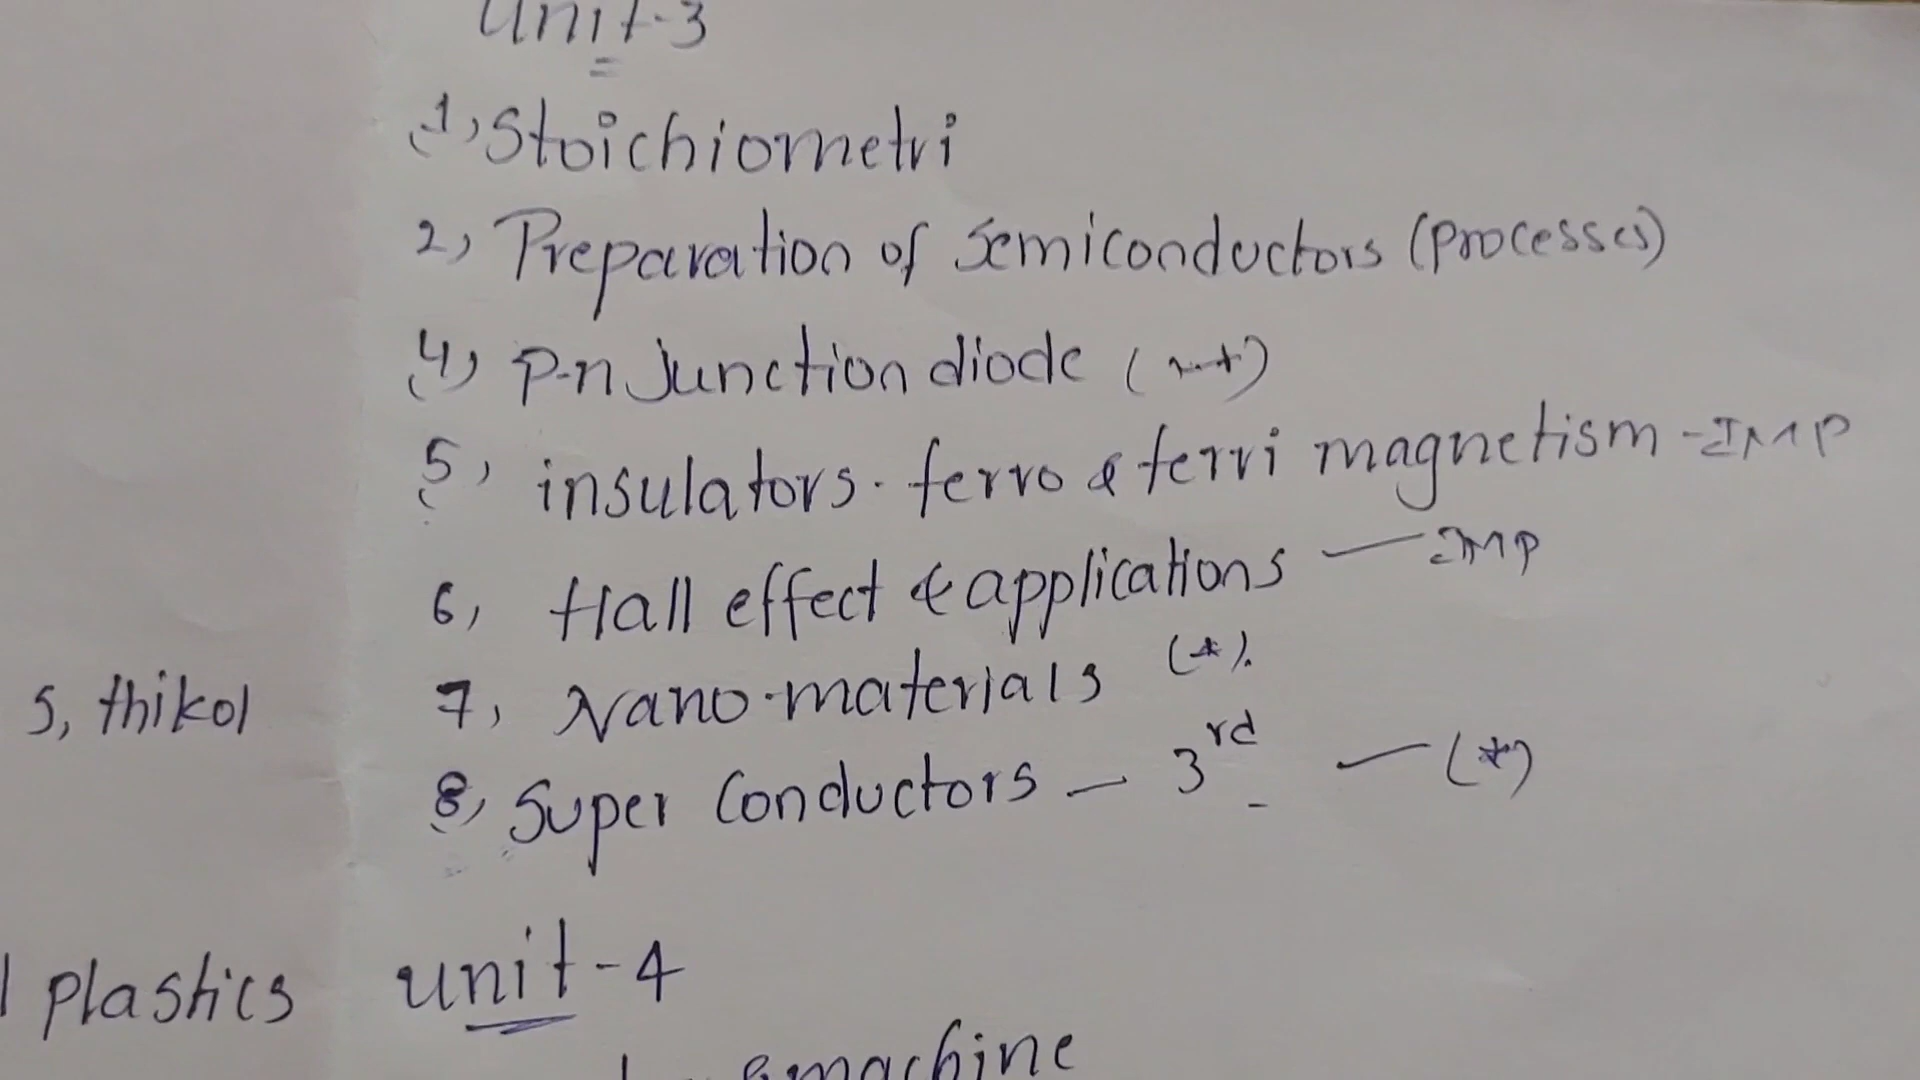 Unit-3
1, Stoichiometri
2, Preparation of Semiconductors (processes)
4, p-n Junction diode
5, insulators. ferro & ferri magnetism - IMP
6, Hall effect & applications — IMP
7, Nano-materials (*).
8, Super Conductors — 3rd — (*)
5, thikol
plastics
unit-4
machine